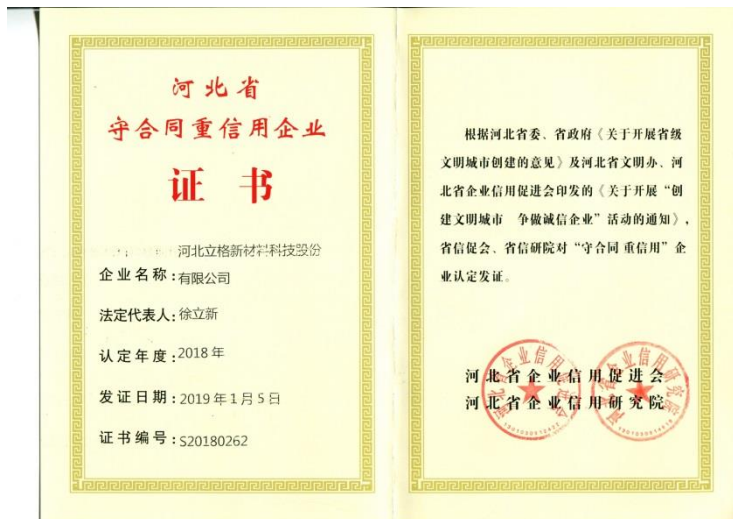 河北省
守合同重信用企业
证 书
河北立格新材料科技股份
企业名称:有限公司
法定代表人:徐立新
认定年度:2018 年
发证日期:2019 年 1 月 5 日
证书编号:S20180262
根据河北省委、省政府《关于开展省级
文明城市创建的意见》及河北省文明办、河
北省企业信用促进会印发的《关于开展“创
建文明城市 争做诚信企业”活动的通知》,
省信促会、省信研院对“守合同 重信用”企
业认定发证。
河北省企业信用促进会
河北省企业信用研究院